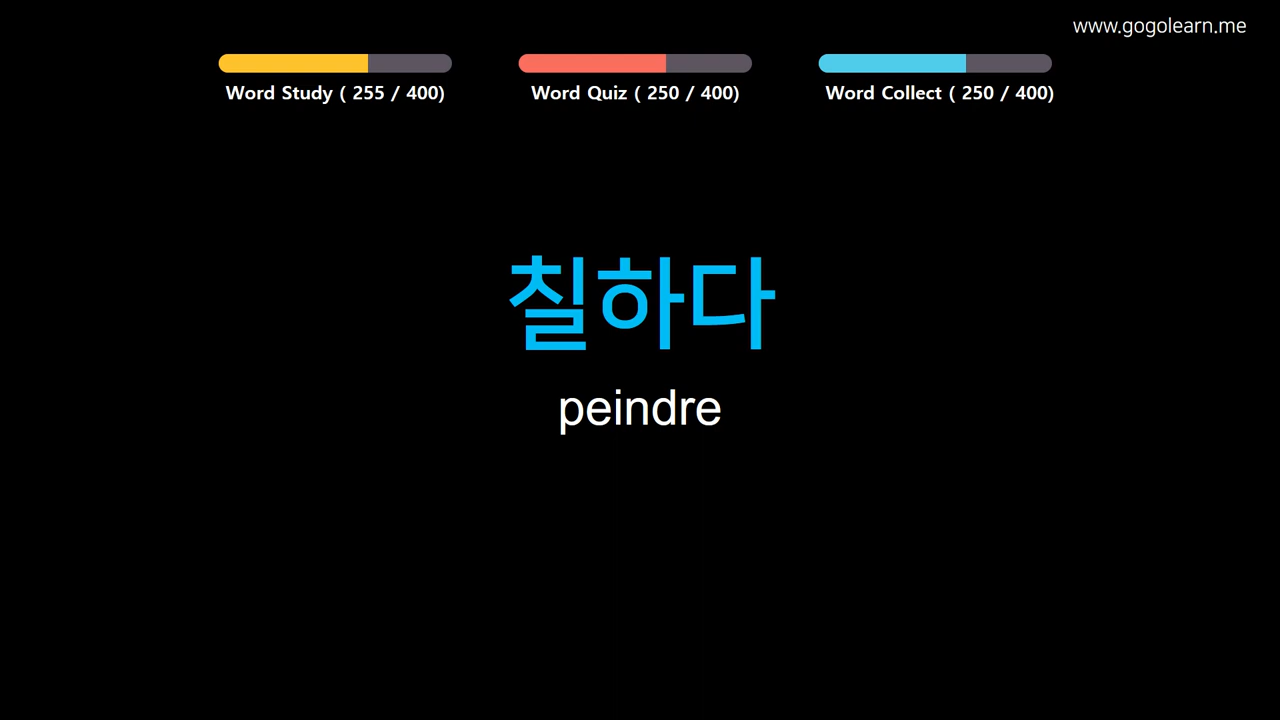 www.gogolearn.me
Word Study ( 255 / 400)
Word Quiz ( 250 / 400)
Word Collect ( 250 / 400)
칠하다
peindre